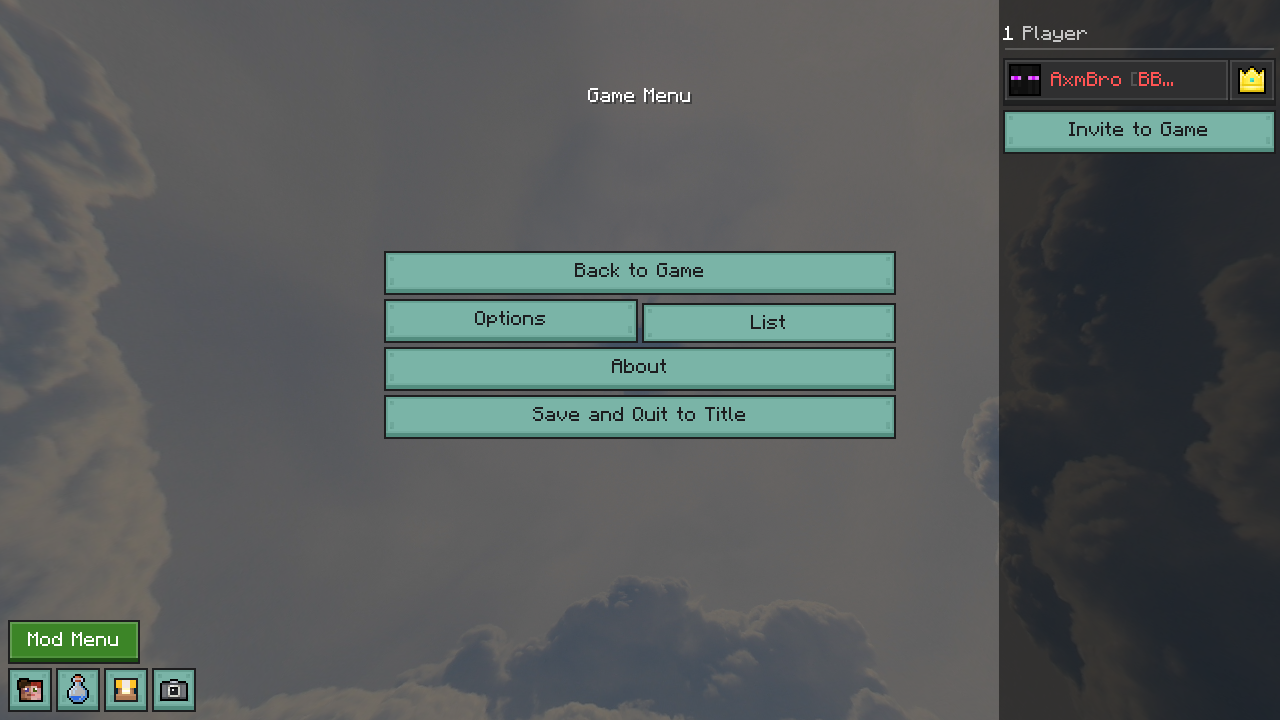 Game Menu
Back to Game
Options
List
About
Save and Quit to Title
Mod Menu
1 Player
AxmBro [BB...
Invite to Game